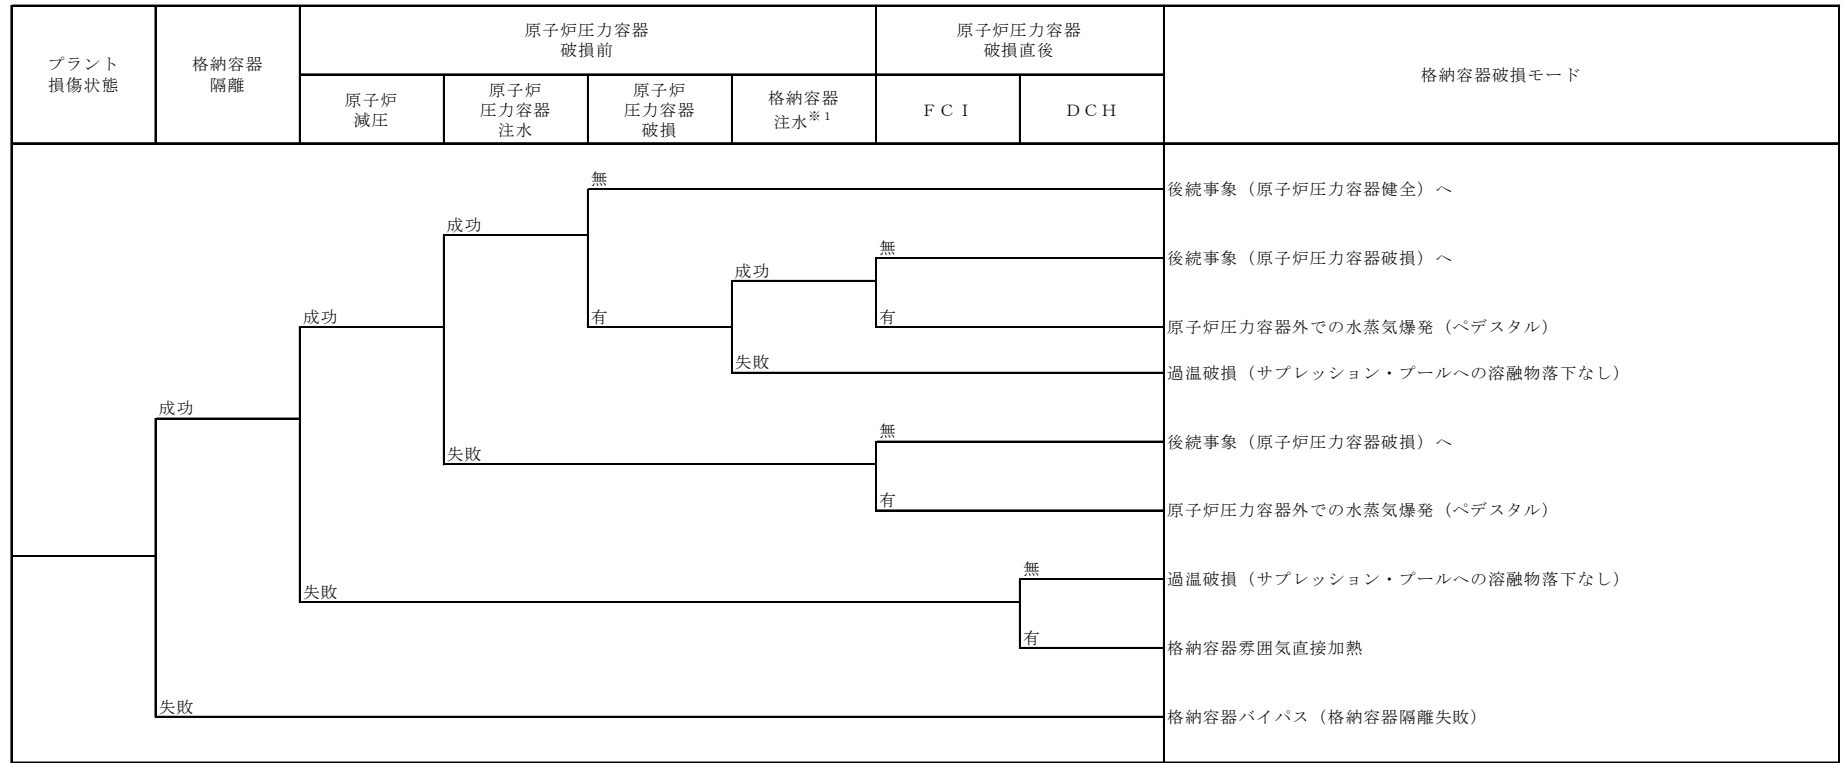 プラント
損傷状態
格納容器
隔離
原子炉圧力容器
破損前
原子炉圧力容器
破損直後
格納容器破損モード
原子炉
減圧
原子炉
圧力容器
注水
原子炉
圧力容器
破損
格納容器
注水※1
ＦＣＩ
ＤＣＨ
無
後続事象（原子炉圧力容器健全）へ
成功
無
後続事象（原子炉圧力容器破損）へ
成功
成功
有
有
原子炉圧力容器外での水蒸気爆発（ペデスタル）
失敗
過温破損（サプレッション・プールへの溶融物落下なし）
成功
無
後続事象（原子炉圧力容器破損）へ
失敗
有
原子炉圧力容器外での水蒸気爆発（ペデスタル）
無
過温破損（サプレッション・プールへの溶融物落下なし）
失敗
有
格納容器雰囲気直接加熱
失敗
格納容器バイパス（格納容器隔離失敗）